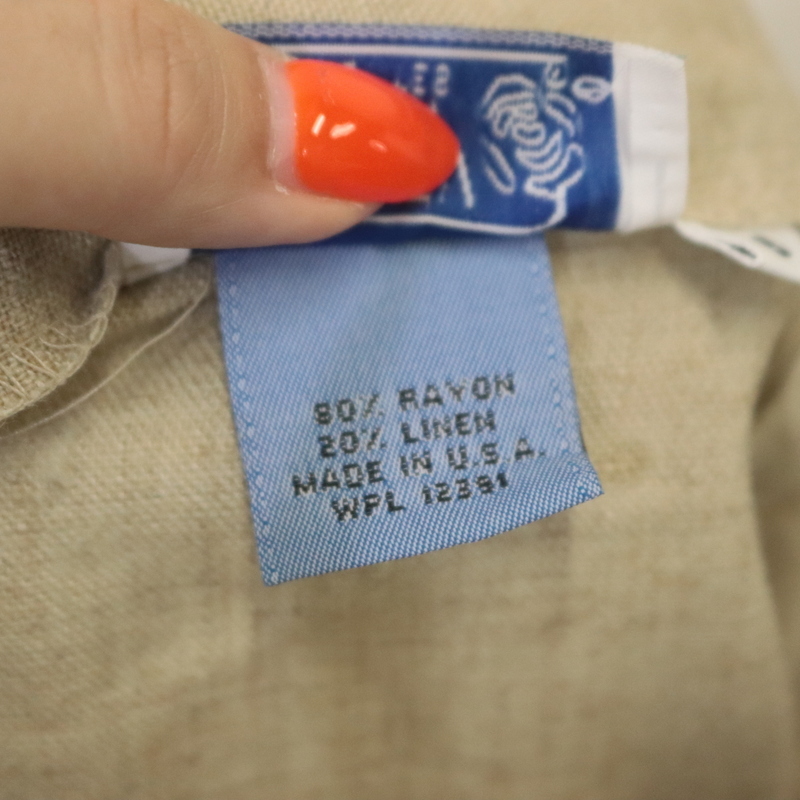 80% RAYON
20% LINEN
MADE IN U.S.A.
WPL 12391